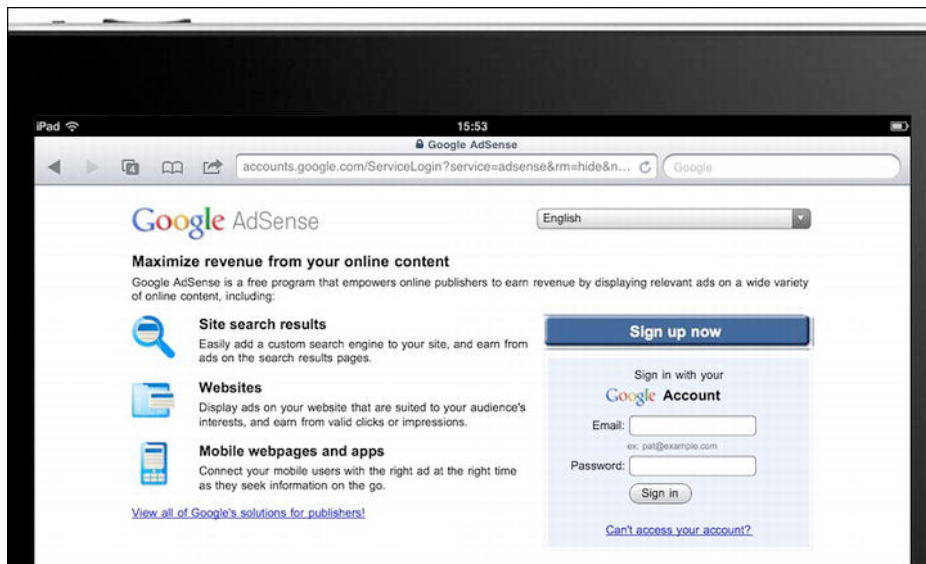 iPad 15:53
Google AdSense
4 accounts.google.com/ServiceLogin?service=adsense&rm=hide&n... Google
Google AdSense English
Maximize revenue from your online content
Google AdSense is a free program that empowers online publishers to earn revenue by displaying relevant ads on a wide variety
of online content, including:
Site search results
Easily add a custom search engine to your site, and earn from
ads on the search results pages.
Websites
Display ads on your website that are suited to your audience's
interests, and earn from valid clicks or impressions.
Mobile webpages and apps
Connect your mobile users with the right ad at the right time
as they seek information on the go.
View all of Google's solutions for publishers!
Sign up now
Sign in with your
Google Account
Email:
ex: pat@example.com
Password:
Sign in
Can't access your account?